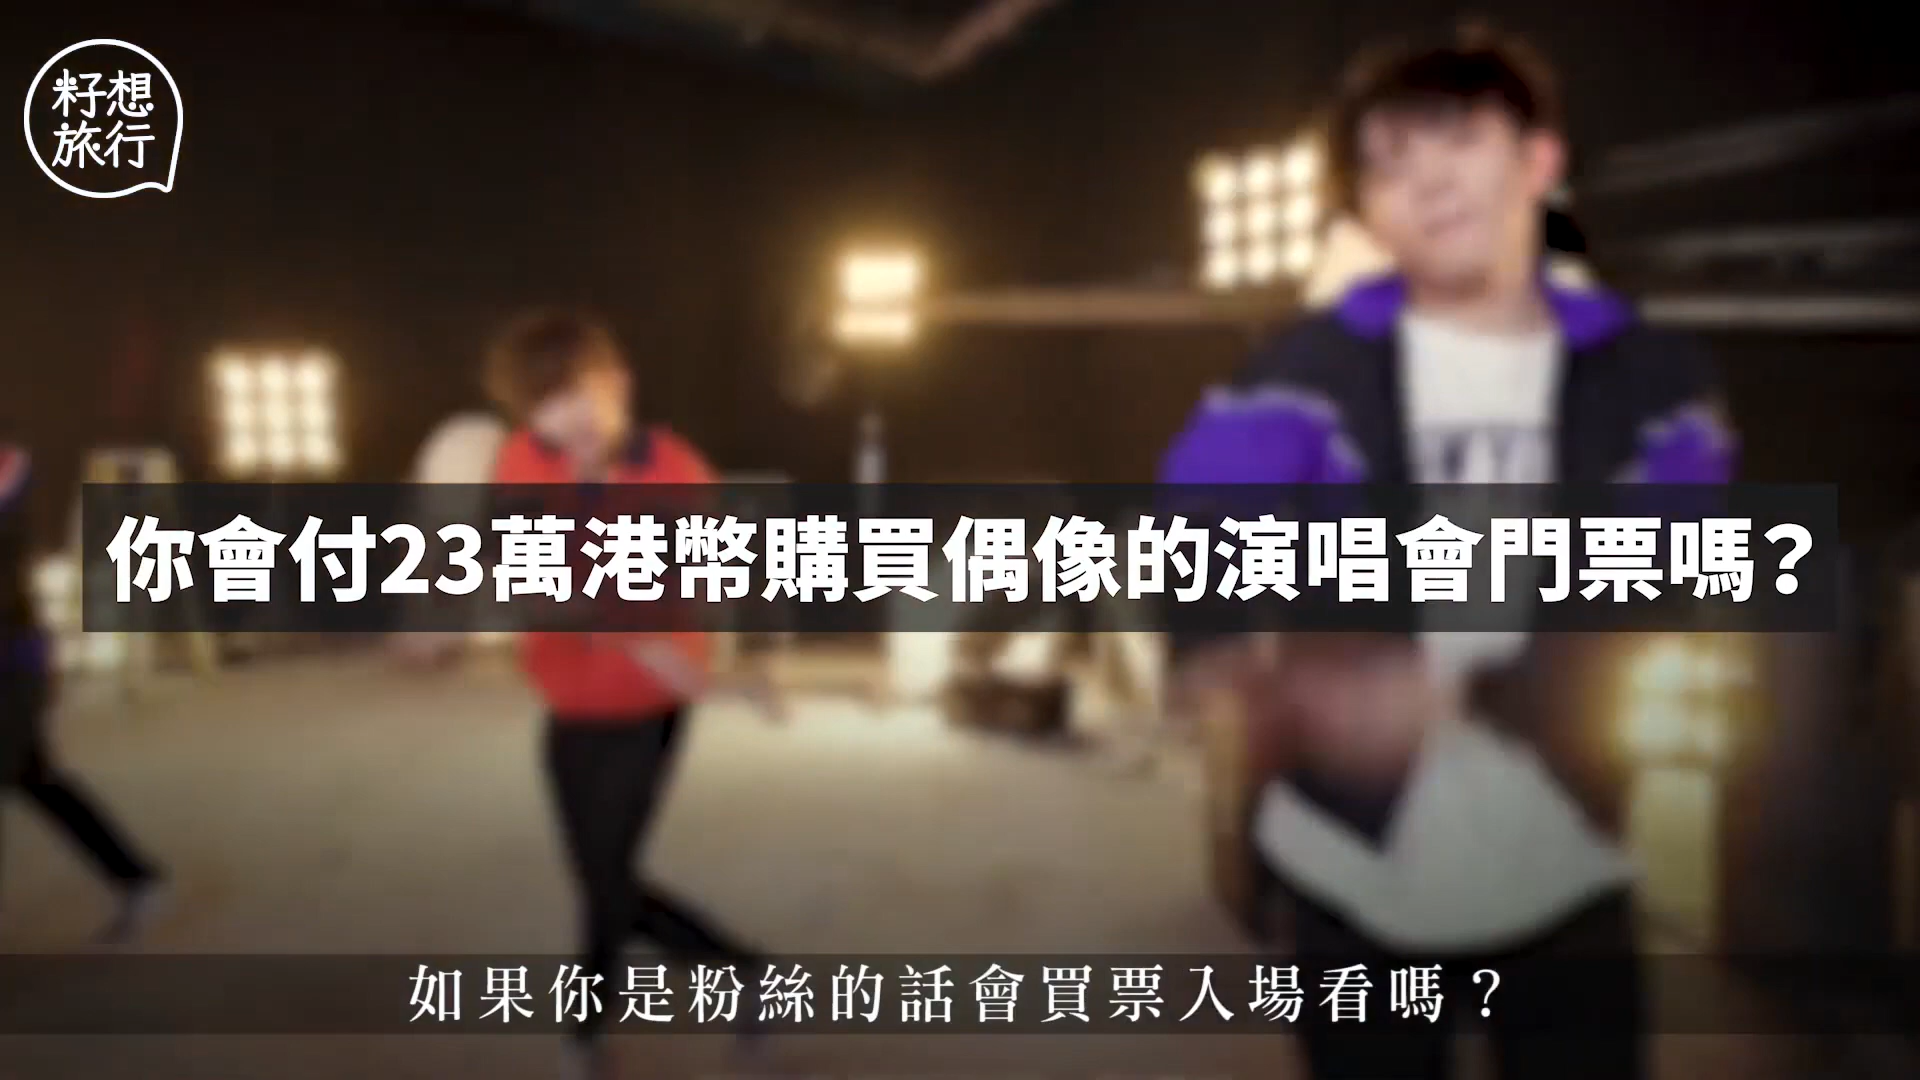 籽想
旅行
你會付23萬港幣購買偶像的演唱會門票嗎？
如果你是粉絲的話會買票入場看嗎？